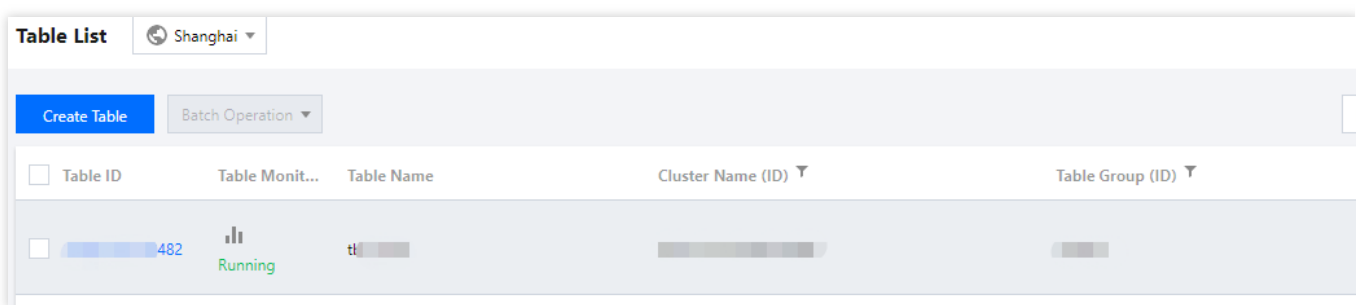 Table List Shanghai
Create Table Batch Operation
Table ID Table Monit... Table Name Cluster Name (ID) Table Group (ID)
482
Running